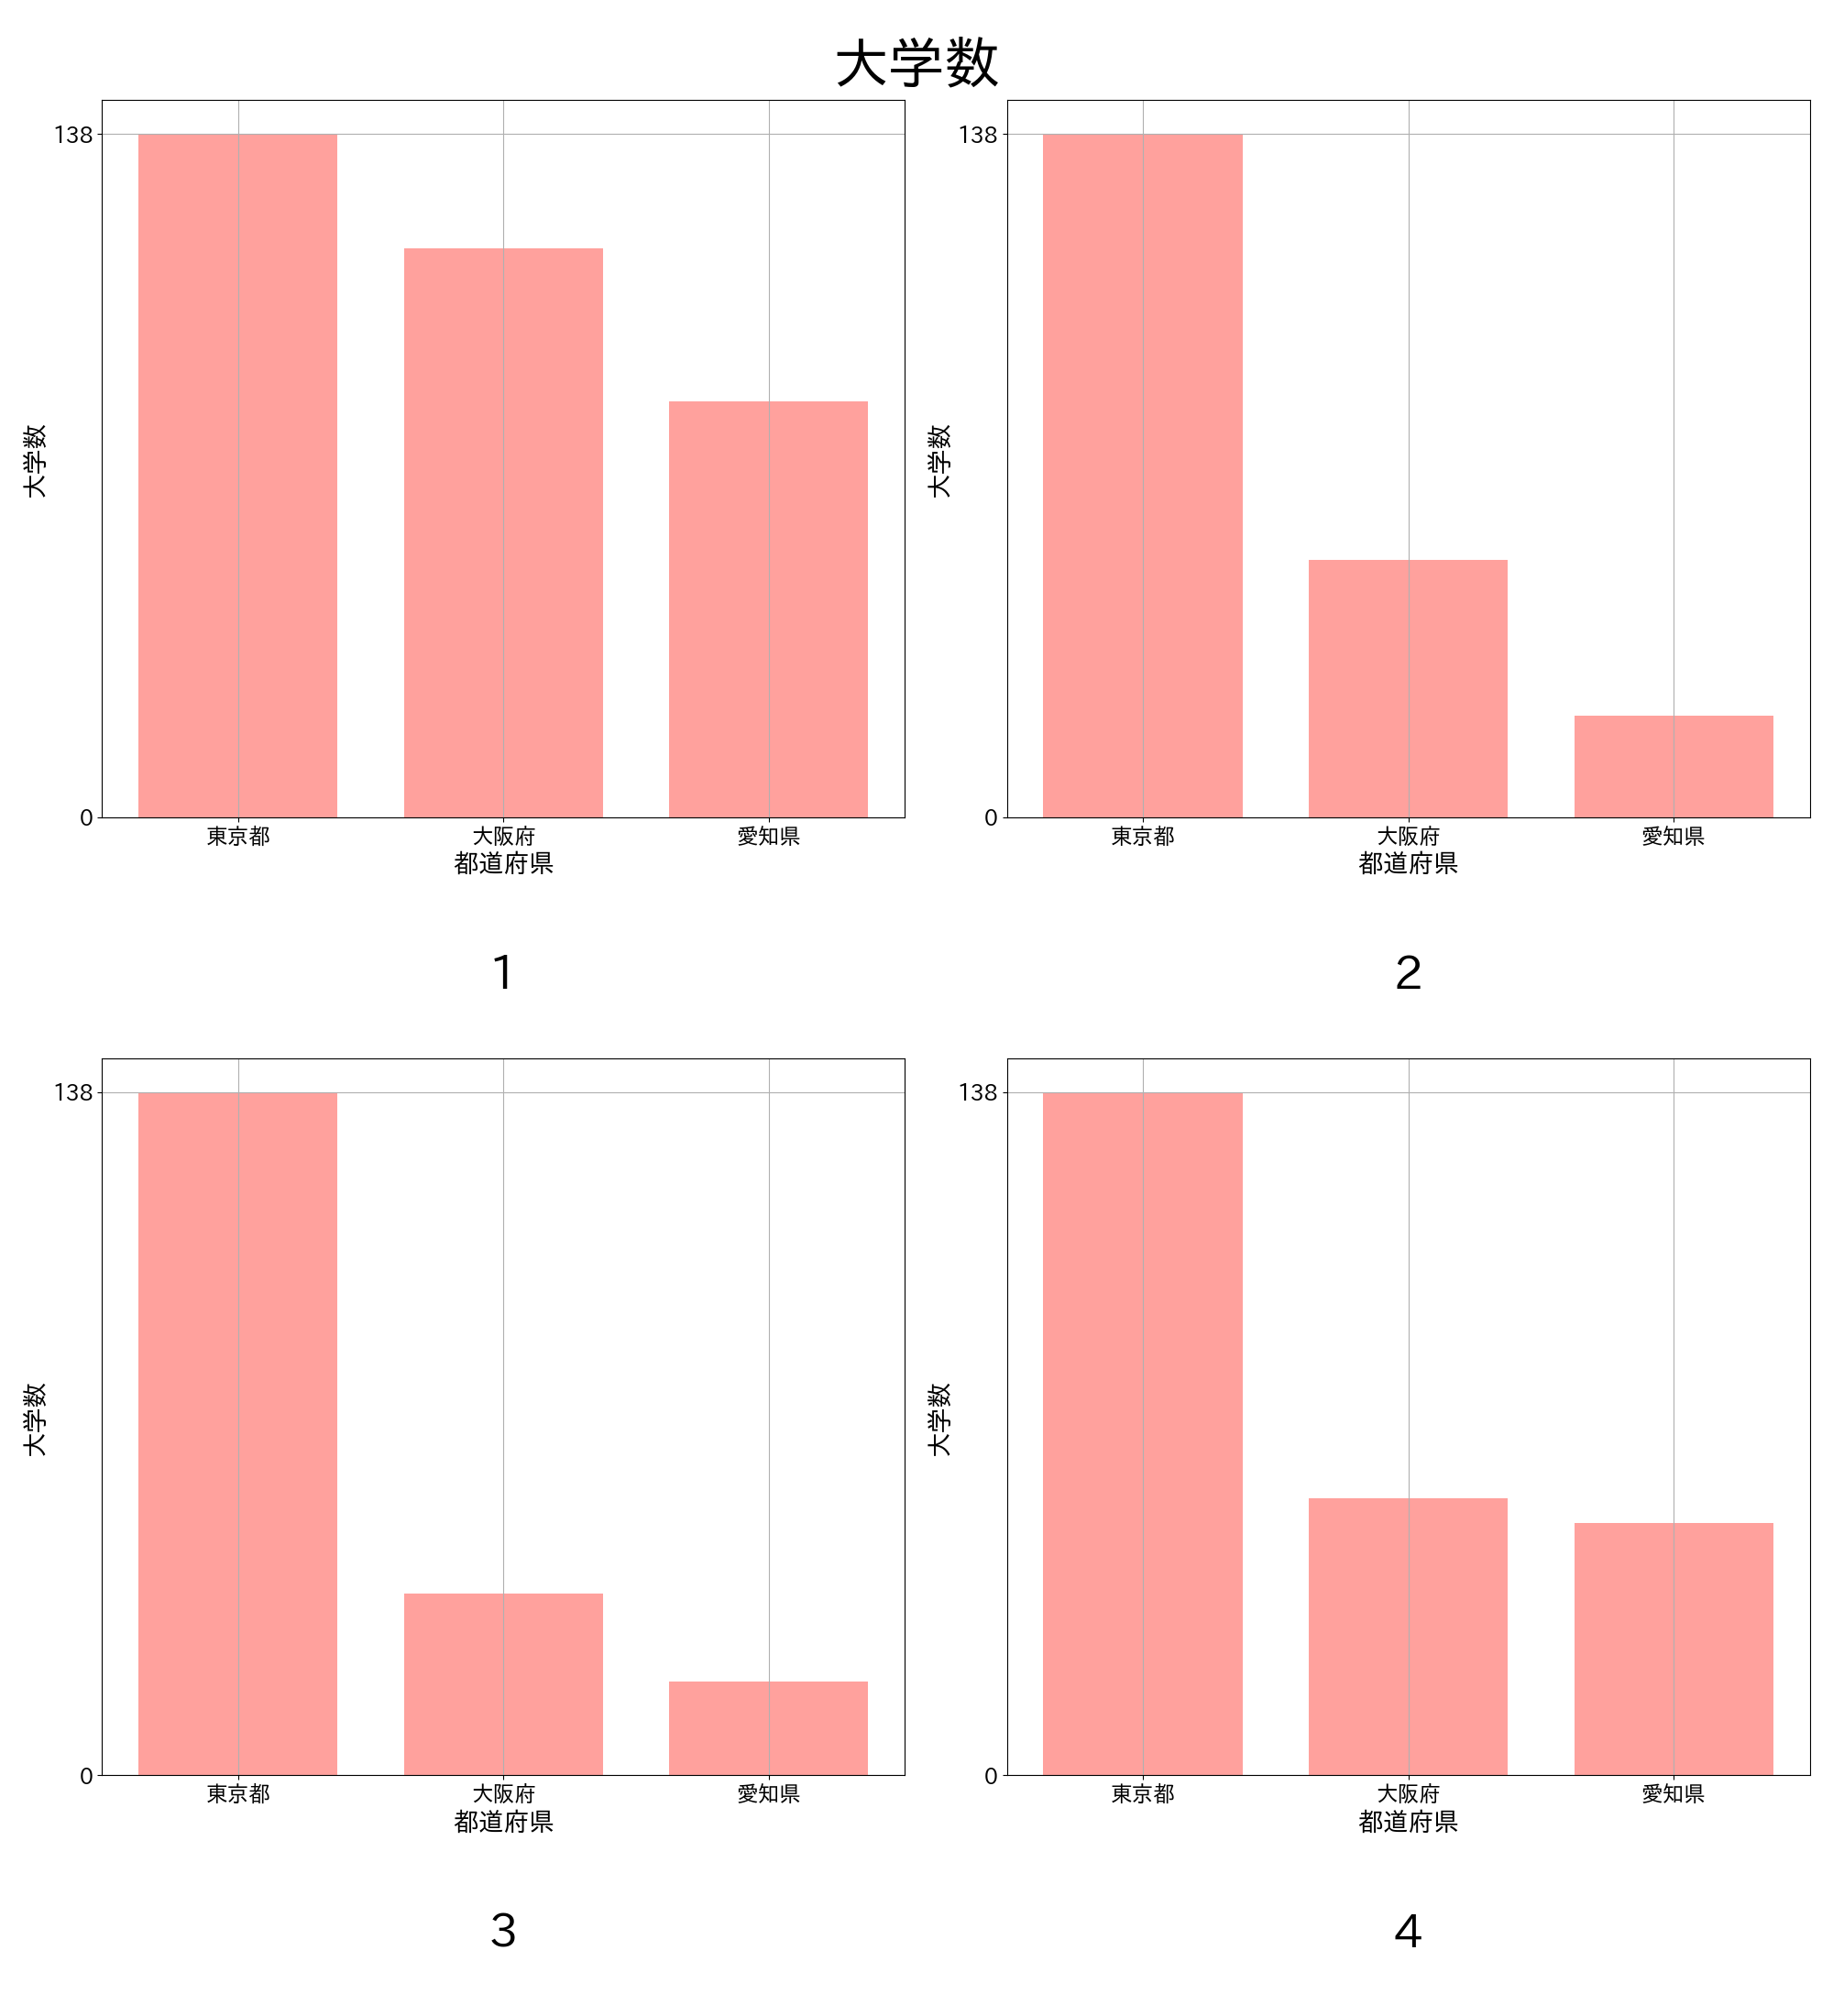 大学数
138
0
大学数
東京都 大阪府 愛知県
都道府県
1
138
0
大学数
東京都 大阪府 愛知県
都道府県
2
138
0
大学数
東京都 大阪府 愛知県
都道府県
3
138
0
大学数
東京都 大阪府 愛知県
都道府県
4